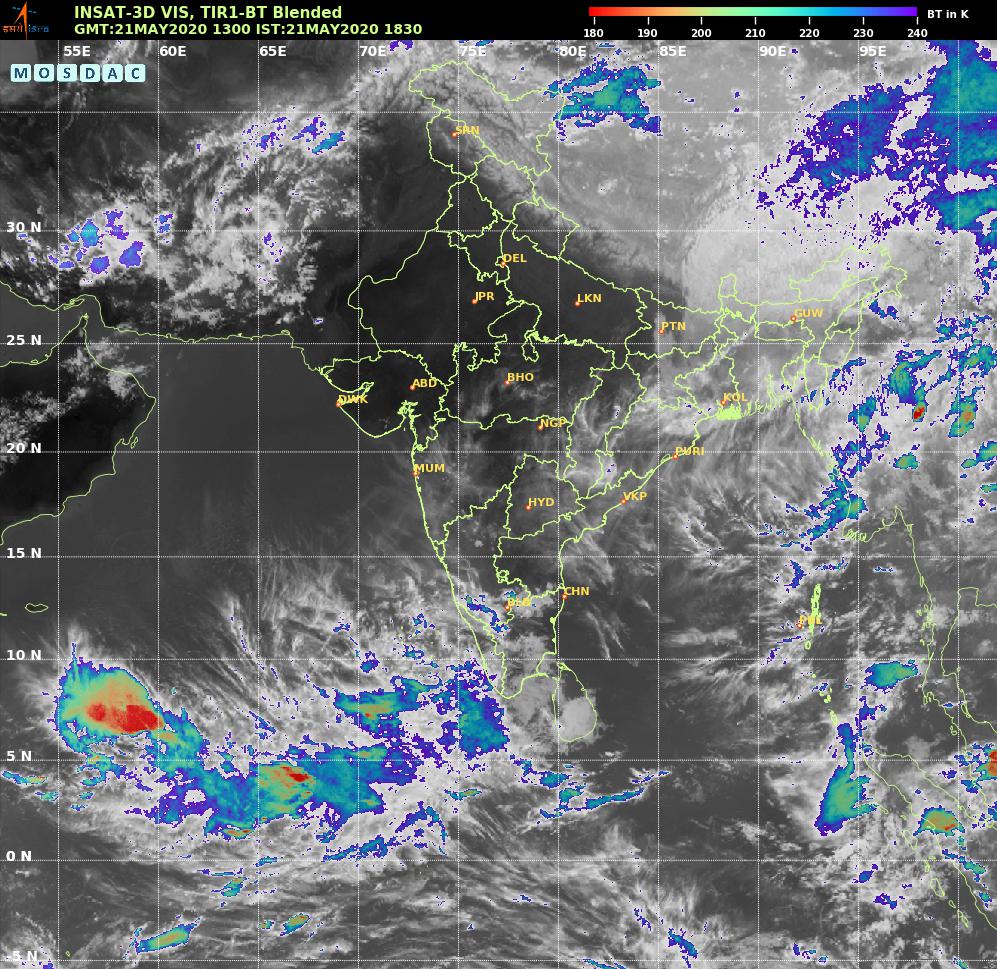 INSAT-3D VIS, TIR1-BT Blended
GMT:21MAY2020 1300 IST:21MAY2020 1830
BT in K
180 190 200 210 220 230 240
55E 60E 65E 70E 75E 80E 85E 90E 95E
MOSDAC
SRN
30 N
DEL
JPR LKN
GUW
PTN
25 N
ABD BHO
DWK KOL
NGP
20 N PURI
MUM
HYD VKP
15 N
CHN
BLR
10 N
5 N
0 N
-5 N